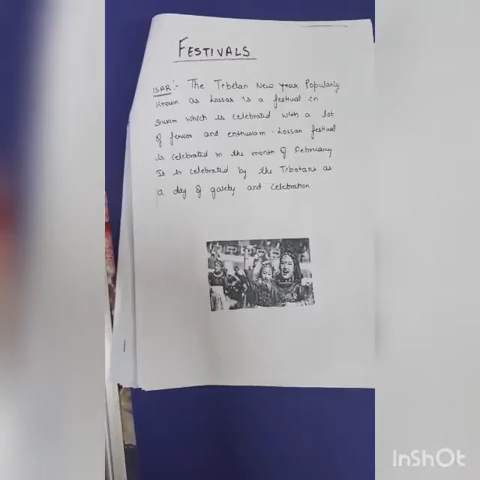 FESTIVALS
:- The Tibetan New Year Popularly
known as Lossar is a festival in
which is celebrated with a lot
of fervor and enthusiasm - Lossar festival
is celebrated in the month of February
It is celebrated by the Tibetans as
a day of gaiety and celebration
InShOt